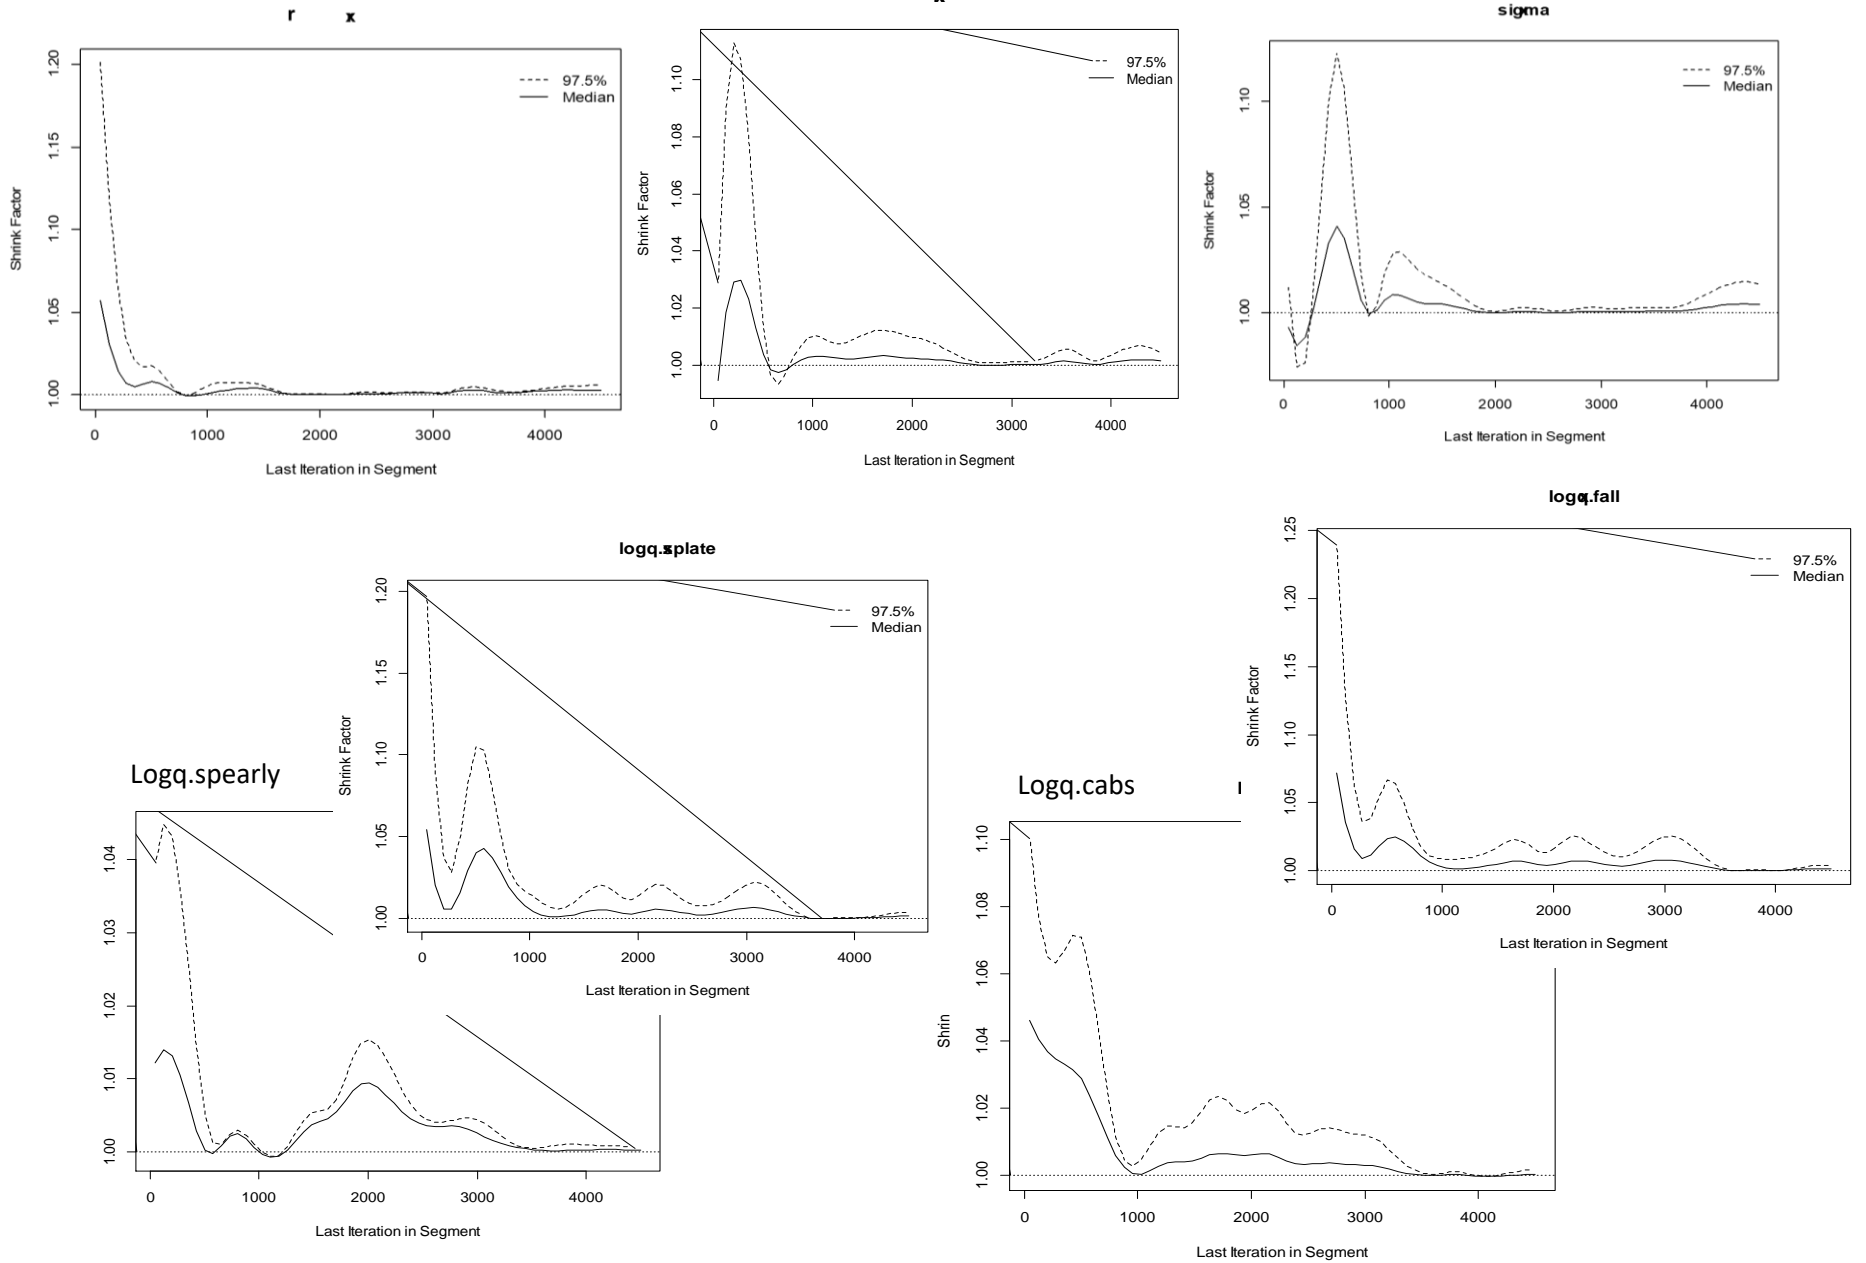 r x
1.20
1.15
1.10
1.05
1.00
Shrink Factor
97.5%
Median
0 1000 2000 3000 4000
Last Iteration in Segment
x
1.10
1.08
1.06
1.04
1.02
1.00
Shrink Factor
97.5%
Median
0 1000 2000 3000 4000
Last Iteration in Segment
sigma
1.10
1.05
1.00
Shrink Factor
97.5%
Median
0 1000 2000 3000 4000
Last Iteration in Segment
logq.splate
1.20
1.15
1.10
1.05
1.00
Shrink Factor
97.5%
Median
0 1000 2000 3000 4000
Last Iteration in Segment
logq.fall
1.25
1.20
1.15
1.10
1.05
1.00
Shrink Factor
97.5%
Median
0 1000 2000 3000 4000
Last Iteration in Segment
Logq.spearly
1.04
1.03
1.02
1.01
1.00
0 1000 2000 3000 4000
Last Iteration in Segment
Logq.cabs
1.10
1.08
1.06
1.04
1.02
1.00
Shrin
0 1000 2000 3000 4000
Last Iteration in Segment